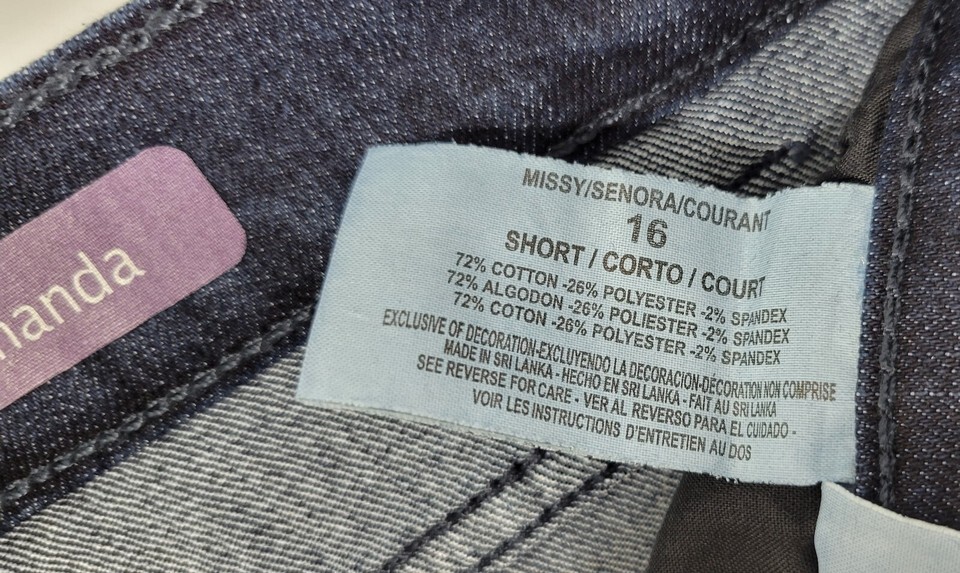 manda
MISSY/SENORA/COURANT
16
SHORT / CORTO / COURT
72% COTTON -26% POLYESTER -2% SPANDEX
72% ALGODON -26% POLIESTER -2% SPANDEX
72% COTON -26% POLYESTER -2% SPANDEX
EXCLUSIVE OF DECORATION-EXCLUYENDO LA DECORACION-DÉCORATION NON COMPRISE
MADE IN SRI LANKA - HECHO EN SRI LANKA - FAIT AU SRI LANKA
SEE REVERSE FOR CARE - VER AL REVERSO PARA EL CUIDADO -
VOIR LES INSTRUCTIONS D'ENTRETIEN AU DOS